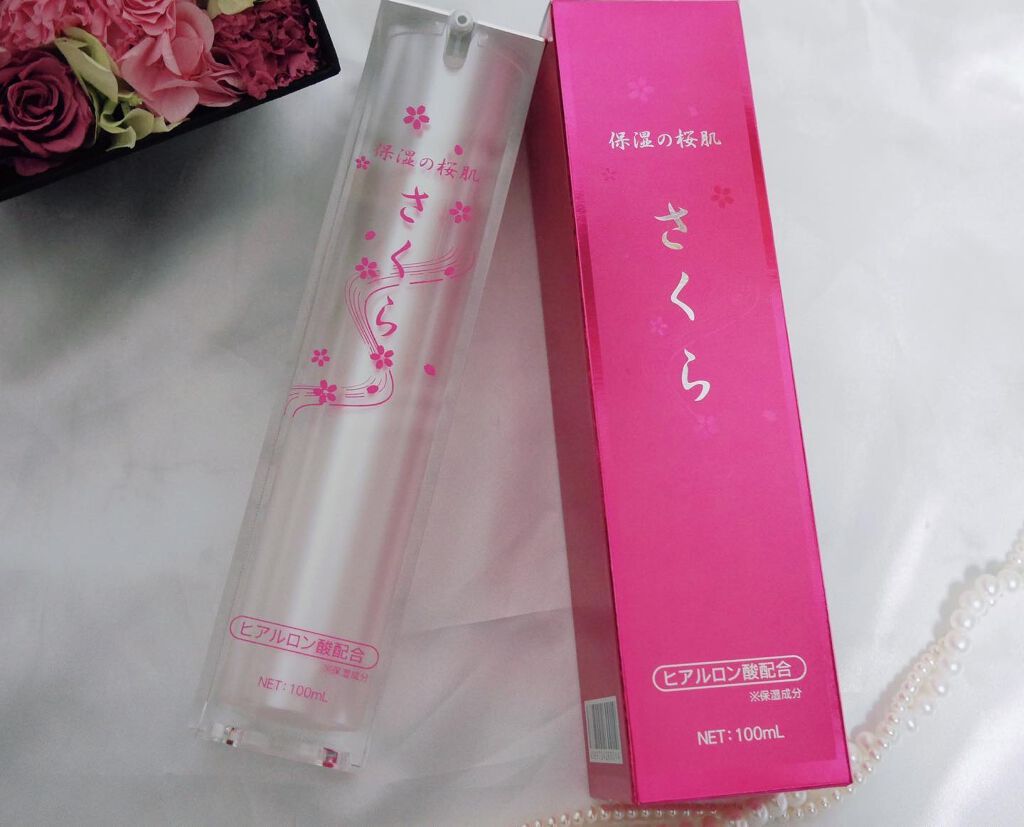 保湿の桜肌
さくら
ヒアルロン酸配合
※保湿成分
NET:100mL
保湿の桜肌
さくら
ヒアルロン酸配合
※保湿成分
NET:100mL